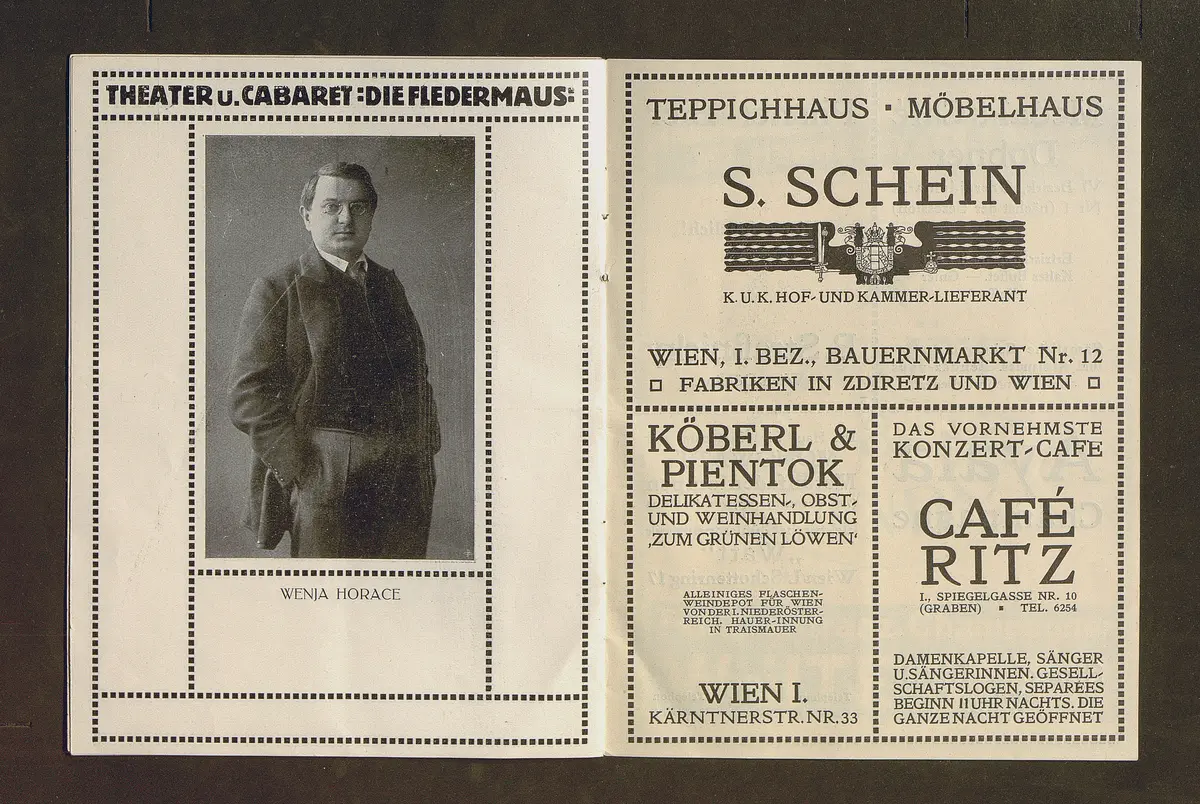 THEATER U. CABARET :DIE FLEDERMAUS:
WENJA HORACE
TEPPICHHAUS ▪ MÖBELHAUS
S. SCHEIN
K. U. K. HOF- UND KAMMER-LIEFERANT
WIEN, I. BEZ., BAUERNMARKT Nr. 12
FABRIKEN IN ZDIRETZ UND WIEN
KÖBERL &
PIENTOK
DELIKATESSEN-, OBST-
UND WEINHANDLUNG
‚ZUM GRÜNEN LÖWEN‘
ALLEINIGES FLASCHEN-
WEINDEPOT FÜR WIEN
VON DER I. NIEDERÖSTER-
REICH. HAUER-INNUNG
IN TRAISMAUER
WIEN I.
KÄRNTNERSTR. NR. 33
DAS VORNEHMSTE
KONZERT-CAFE
CAFÉ
RITZ
I., SPIEGELGASSE NR. 10
(GRABEN) ▪ TEL. 6254
DAMENKAPELLE, SÄNGER
U. SÄNGERINNEN. GESELL-
SCHAFTSLOGEN, SEPARÉES
BEGINN 11 UHR NACHTS. DIE
GANZE NACHT GEÖFFNET